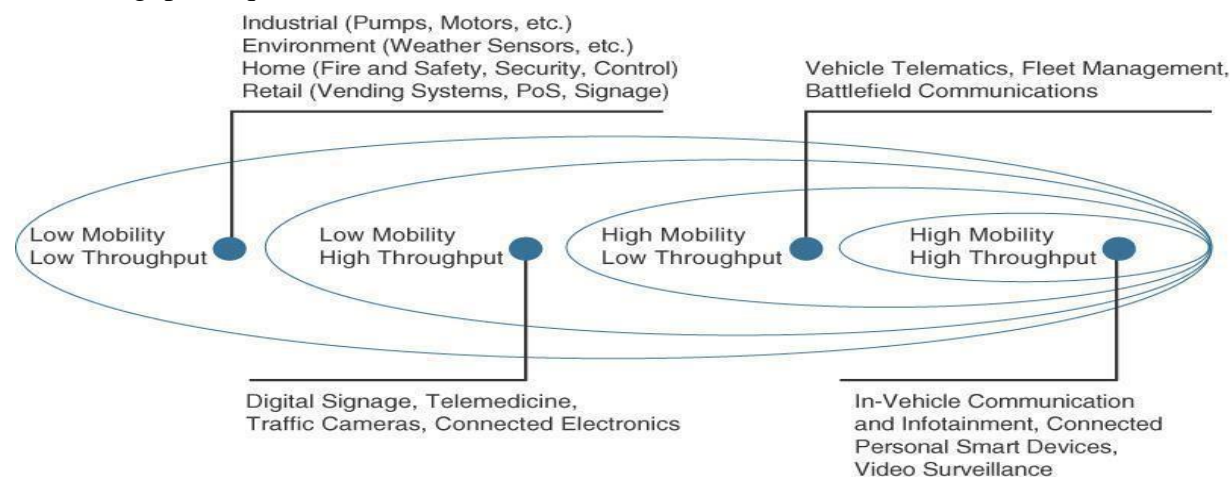 Industrial (Pumps, Motors, etc.)
Environment (Weather Sensors, etc.)
Home (Fire and Safety, Security, Control)
Retail (Vending Systems, PoS, Signage)
Vehicle Telematics, Fleet Management,
Battlefield Communications
Low Mobility
Low Throughput
Low Mobility
High Throughput
High Mobility
Low Throughput
High Mobility
High Throughput
Digital Signage, Telemedicine,
Traffic Cameras, Connected Electronics
In-Vehicle Communication
and Infotainment, Connected
Personal Smart Devices,
Video Surveillance